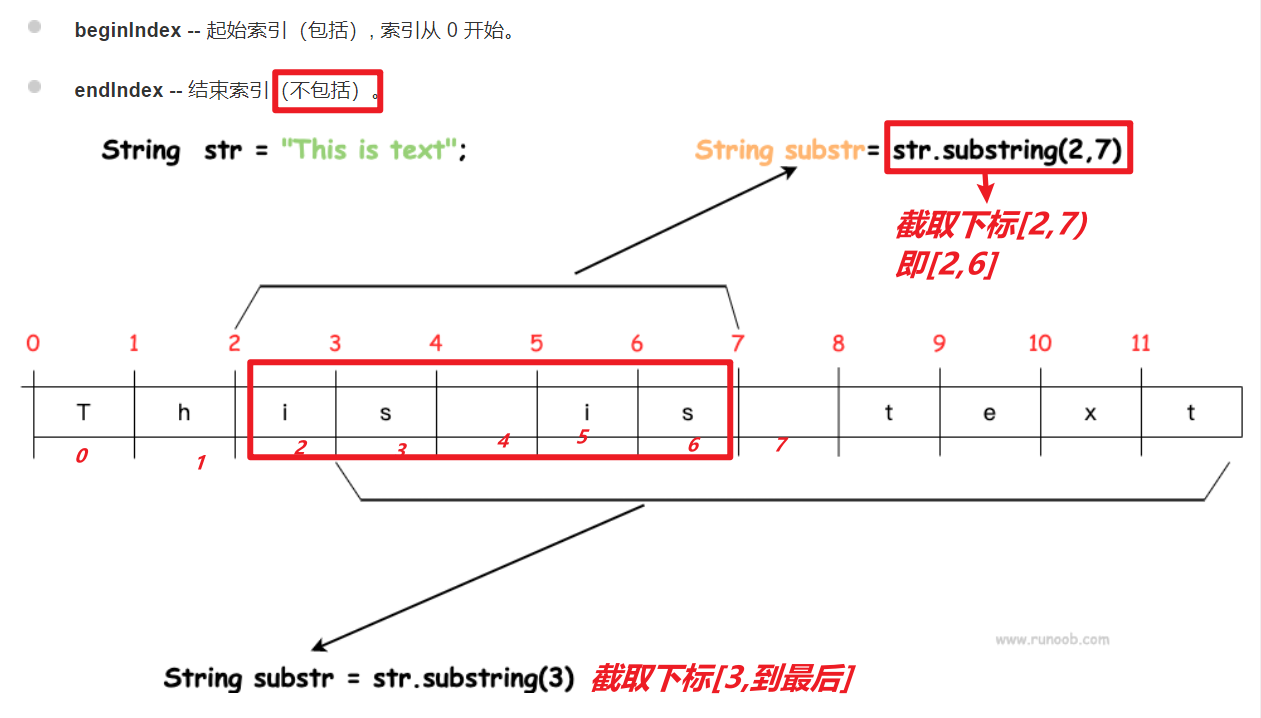 beginIndex -- 起始索引（包括）, 索引从 0 开始。
endIndex -- 结束索引（不包括）。
String str = "This is text"; String substr= str.substring(2,7)
截取下标[2,7)
即[2,6]
0 1 2 3 4 5 6 7 8 9 10 11
T h i s i s t e x t
0 1 2 3 4 5 6 7
www.runoob.com
String substr = str.substring(3) 截取下标[3,到最后]